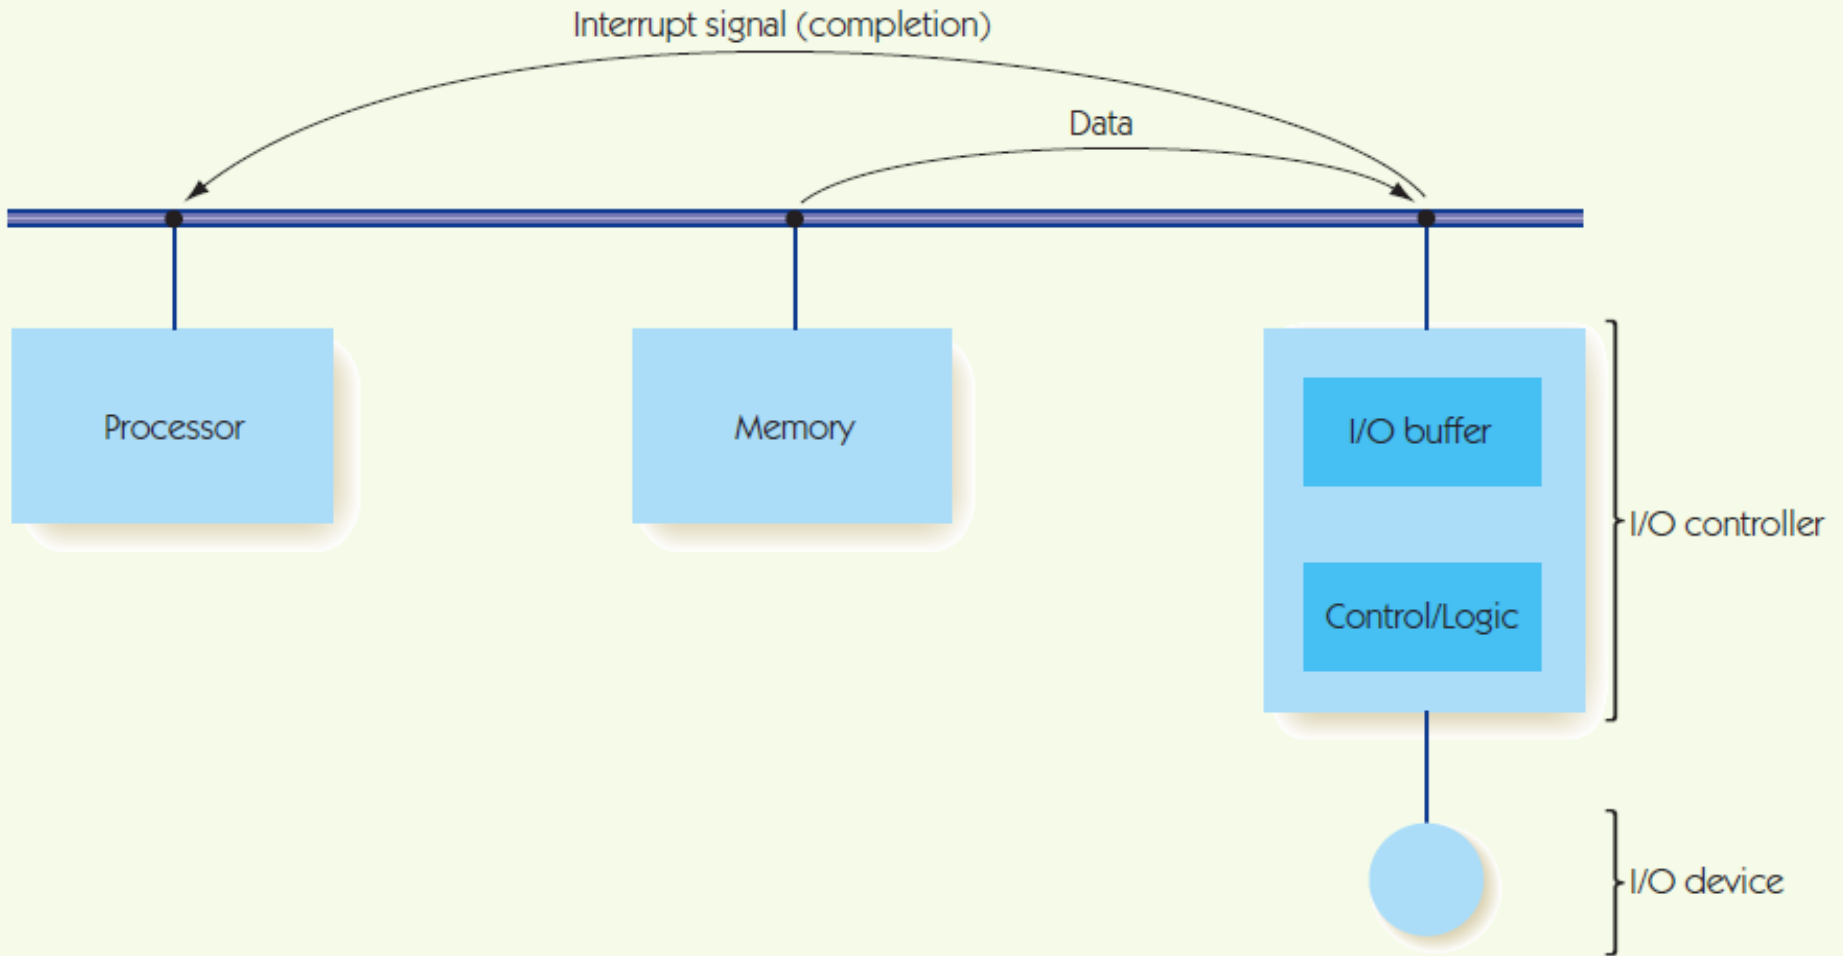 Interrupt signal (completion)
Data
Processor
Memory
I/O buffer
Control/Logic
I/O controller
I/O device